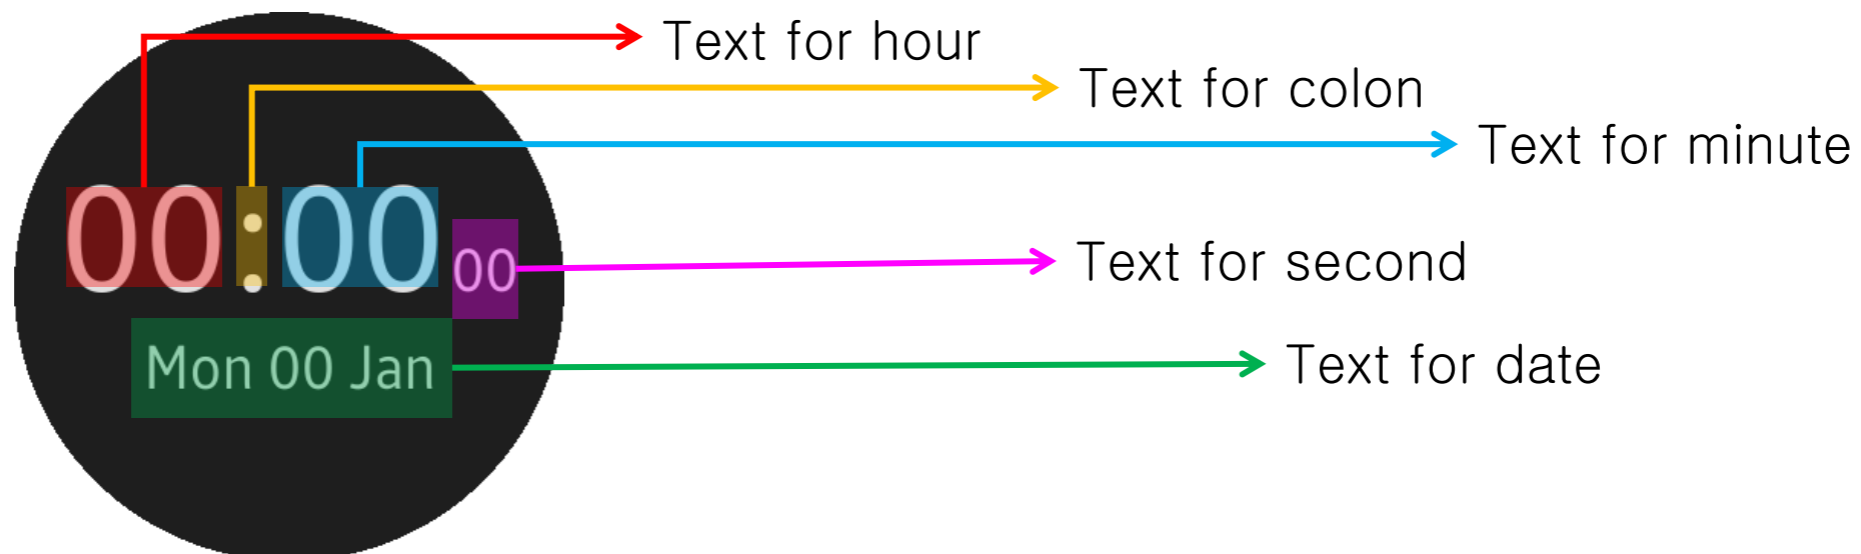 Text for hour
Text for colon
Text for minute
00:00
00
Text for second
Mon 00 Jan
Text for date